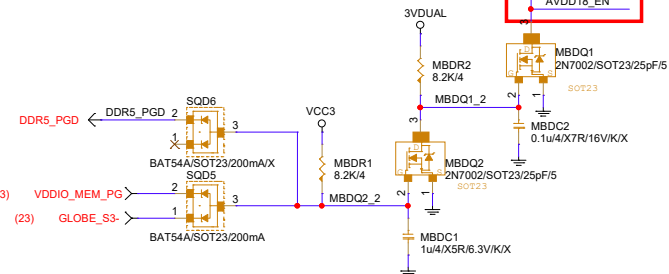 AVDD18_EN
3VDUAL
3
MBDQ1
2N7002/SOT23/25pF/5
D
G
S
SOT23
MBDR2
8.2K/4
2
1
SQD6
DDR5_PGD
DDR5_PGD
2
3
1
BAT54A/SOT23/200mA/X
VCC3
MBDQ1_2
MBDC2
0.1u/4/X7R/16V/K/X
3
D
MBDR1
8.2K/4
MBDQ2
2N7002/SOT23/25pF/5
G
S
SOT23
SQD5
3)
VDDIO_MEM_PG
2
3
MBDQ2_2
2
1
(23)
GLOBE_S3-
1
BAT54A/SOT23/200mA
MBDC1
1u/4/X5R/6.3V/K/X